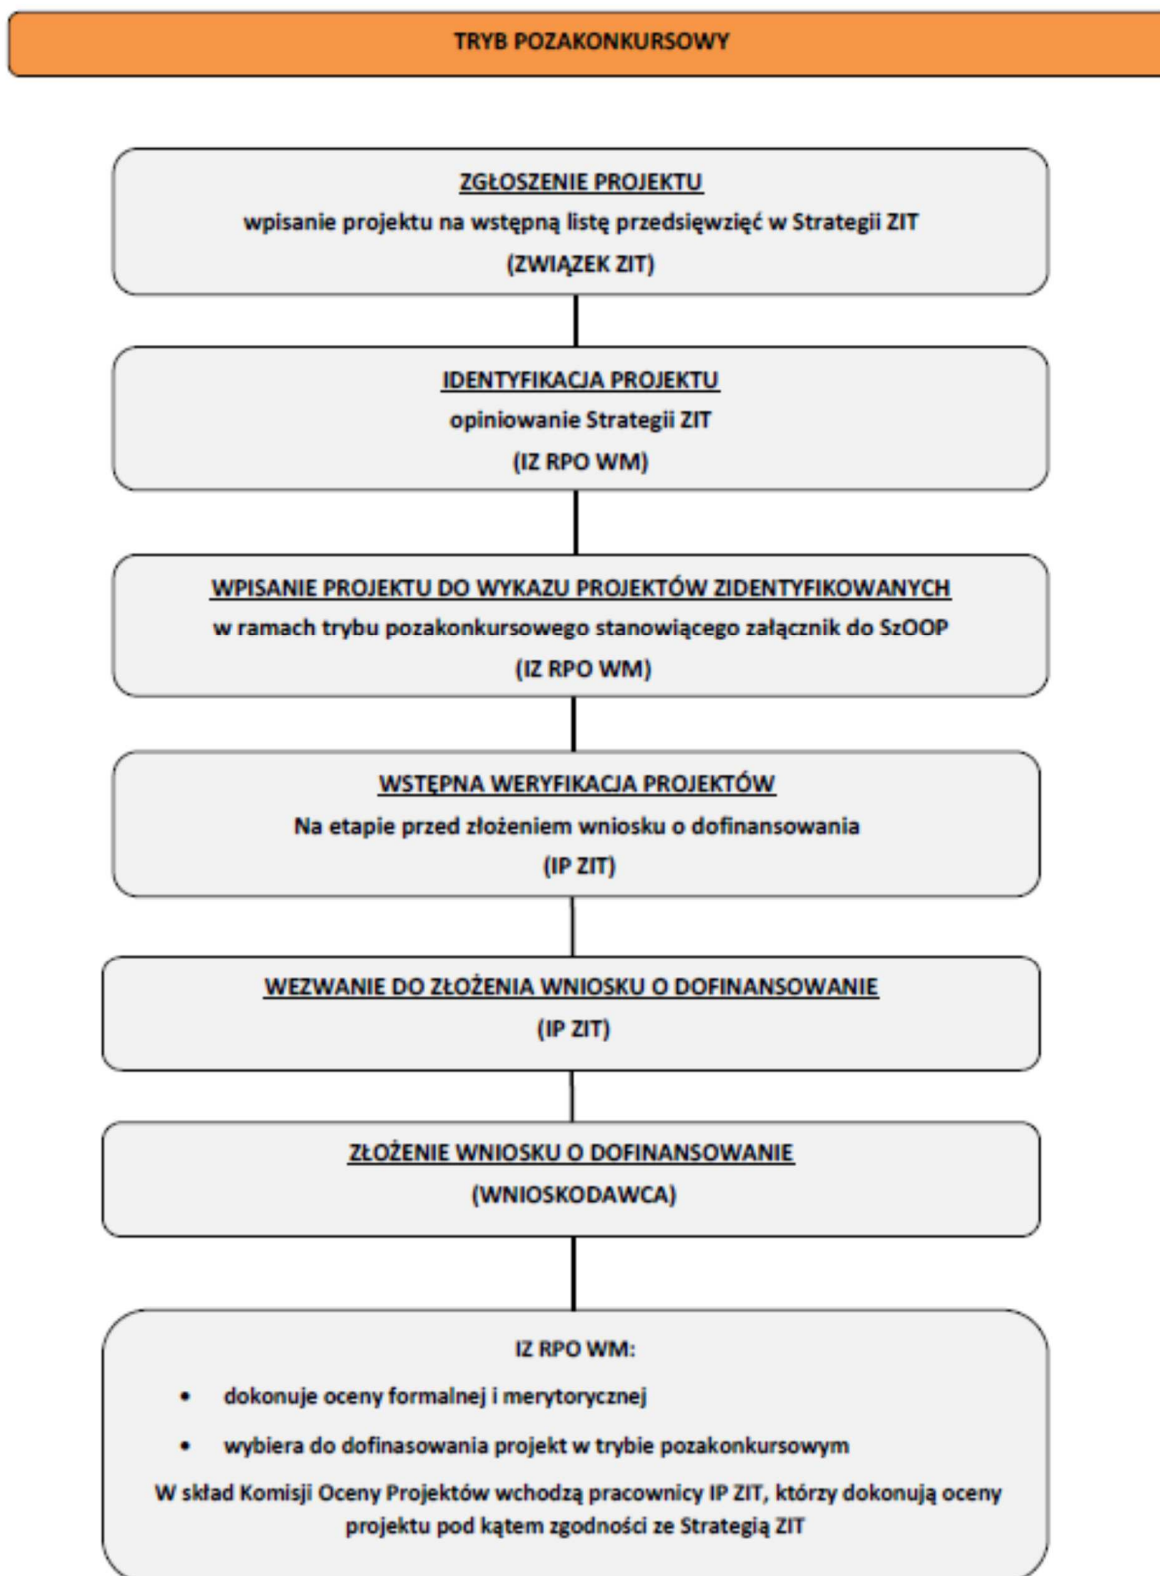 TRYB POZAKONKURSOWY
ZGŁOSZENIE PROJEKTU
wpisanie projektu na wstępną listę przedsięwzięć w Strategii ZIT
(ZWIĄZEK ZIT)
IDENTYFIKACJA PROJEKTU
opiniowanie Strategii ZIT
(IZ RPO WM)
WPISANIE PROJEKTU DO WYKAZU PROJEKTÓW ZIDENTYFIKOWANYCH
w ramach trybu pozakonkursowego stanowiącego załącznik do SzOOP
(IZ RPO WM)
WSTĘPNA WERYFIKACJA PROJEKTÓW
Na etapie przed złożeniem wniosku o dofinansowania
(IP ZIT)
WEZWANIE DO ZŁOŻENIA WNIOSKU O DOFINANSOWANIE
(IP ZIT)
ZŁOŻENIE WNIOSKU O DOFINANSOWANIE
(WNIOSKODAWCA)
IZ RPO WM:
• dokonuje oceny formalnej i merytorycznej
• wybiera do dofinasowania projekt w trybie pozakonkursowym
W skład Komisji Oceny Projektów wchodzą pracownicy IP ZIT, którzy dokonują oceny
projektu pod kątem zgodności ze Strategią ZIT